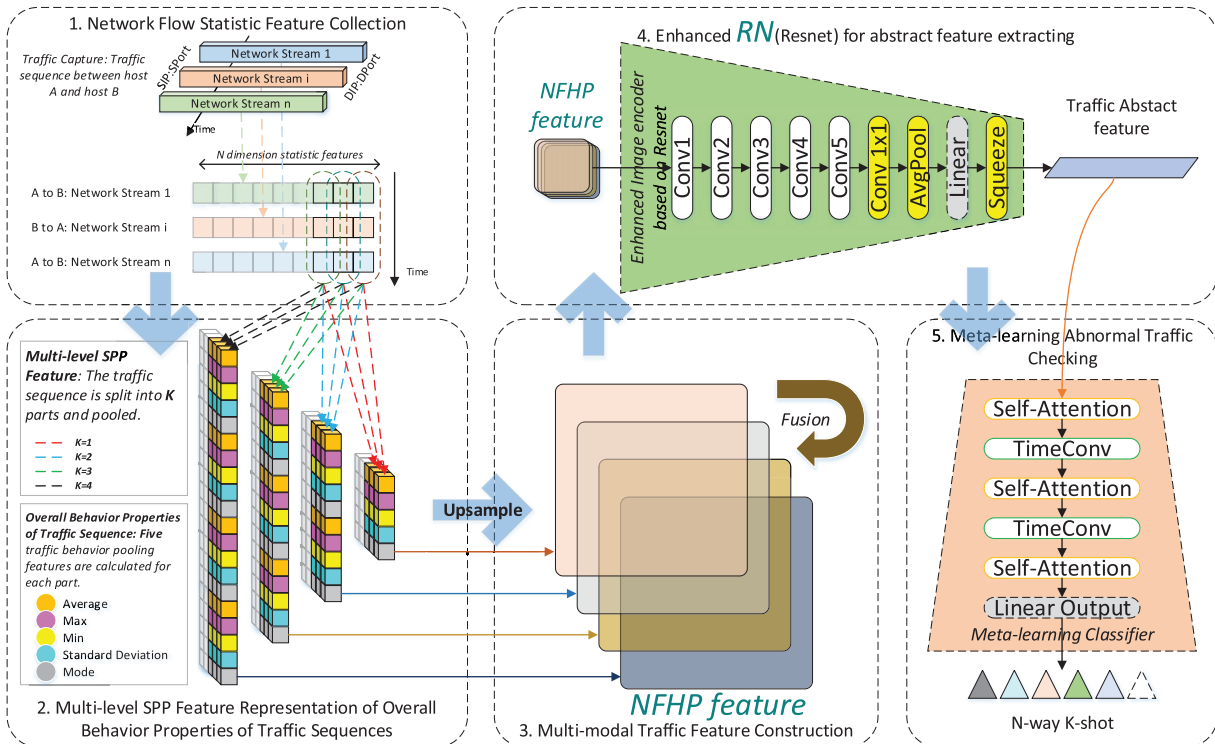 1. Network Flow Statistic Feature Collection
Traffic Capture: Traffic
sequence between host
A and host B
SIP:SPort
DIP:DPort
Network Stream 1
Network Stream i
Network Stream n
Time
N dimension statistic features
A to B: Network Stream 1
B to A: Network Stream i
A to B: Network Stream n
Time
Multi-level SPP
Feature: The traffic
sequence is split into K
parts and pooled.
K=1
K=2
K=3
K=4
Overall Behavior Properties
of Traffic Sequence: Five
traffic behavior pooling
features are calculated for
each part.
Average
Max
Min
Standard Deviation
Mode
2. Multi-level SPP Feature Representation of Overall
Behavior Properties of Traffic Sequences
Upsample
Fusion
NFHP feature
3. Multi-modal Traffic Feature Construction
4. Enhanced RN(Resnet) for abstract feature extracting
NFHP
feature
Enhanced Image encoder
based on Resnet
Conv1
Conv2
Conv3
Conv4
Conv5
Conv 1x1
AvgPool
Linear
Squeeze
Traffic Abstact
feature
5. Meta-learning Abnormal Traffic
Checking
Self-Attention
TimeConv
Self-Attention
TimeConv
Self-Attention
Linear Output
Meta-learning Classifier
N-way K-shot